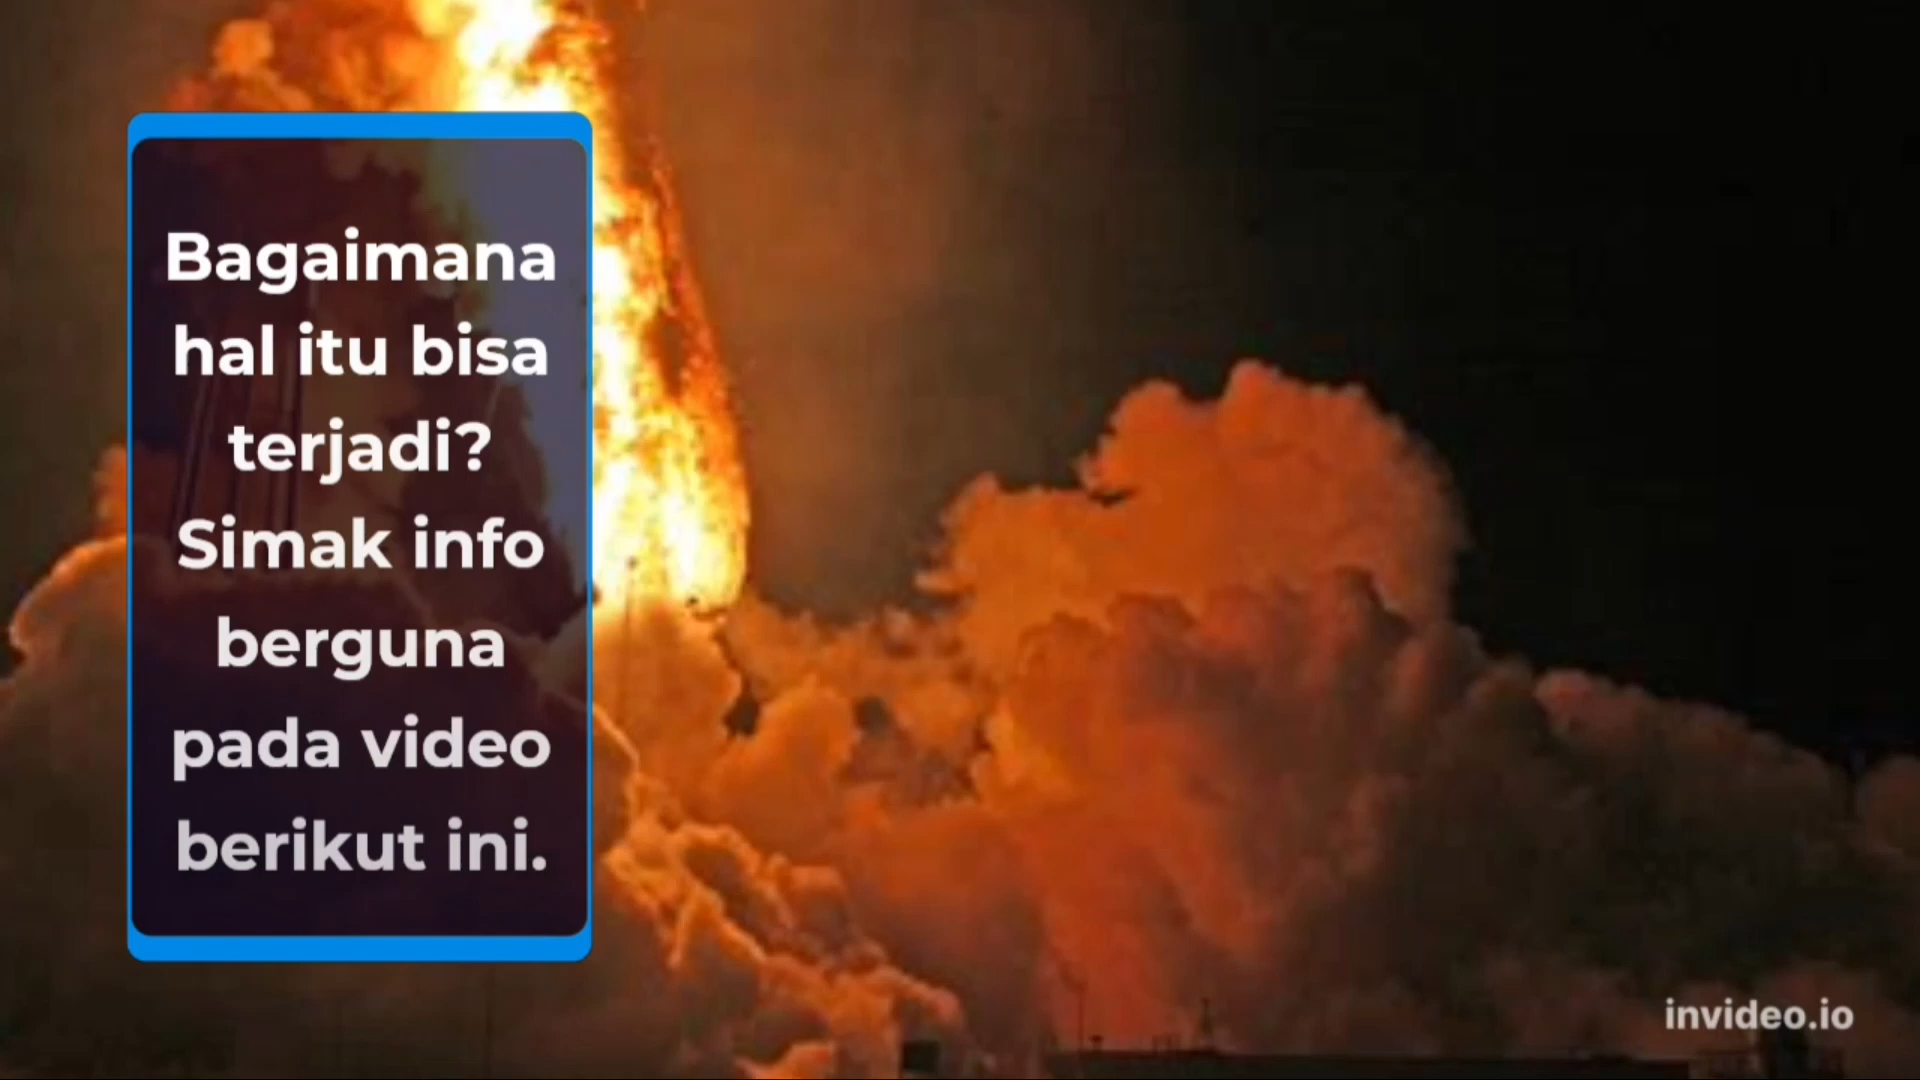 Bagaimana
hal itu bisa
terjadi?
Simak info
berguna
pada video
berikut ini.
invideo.io